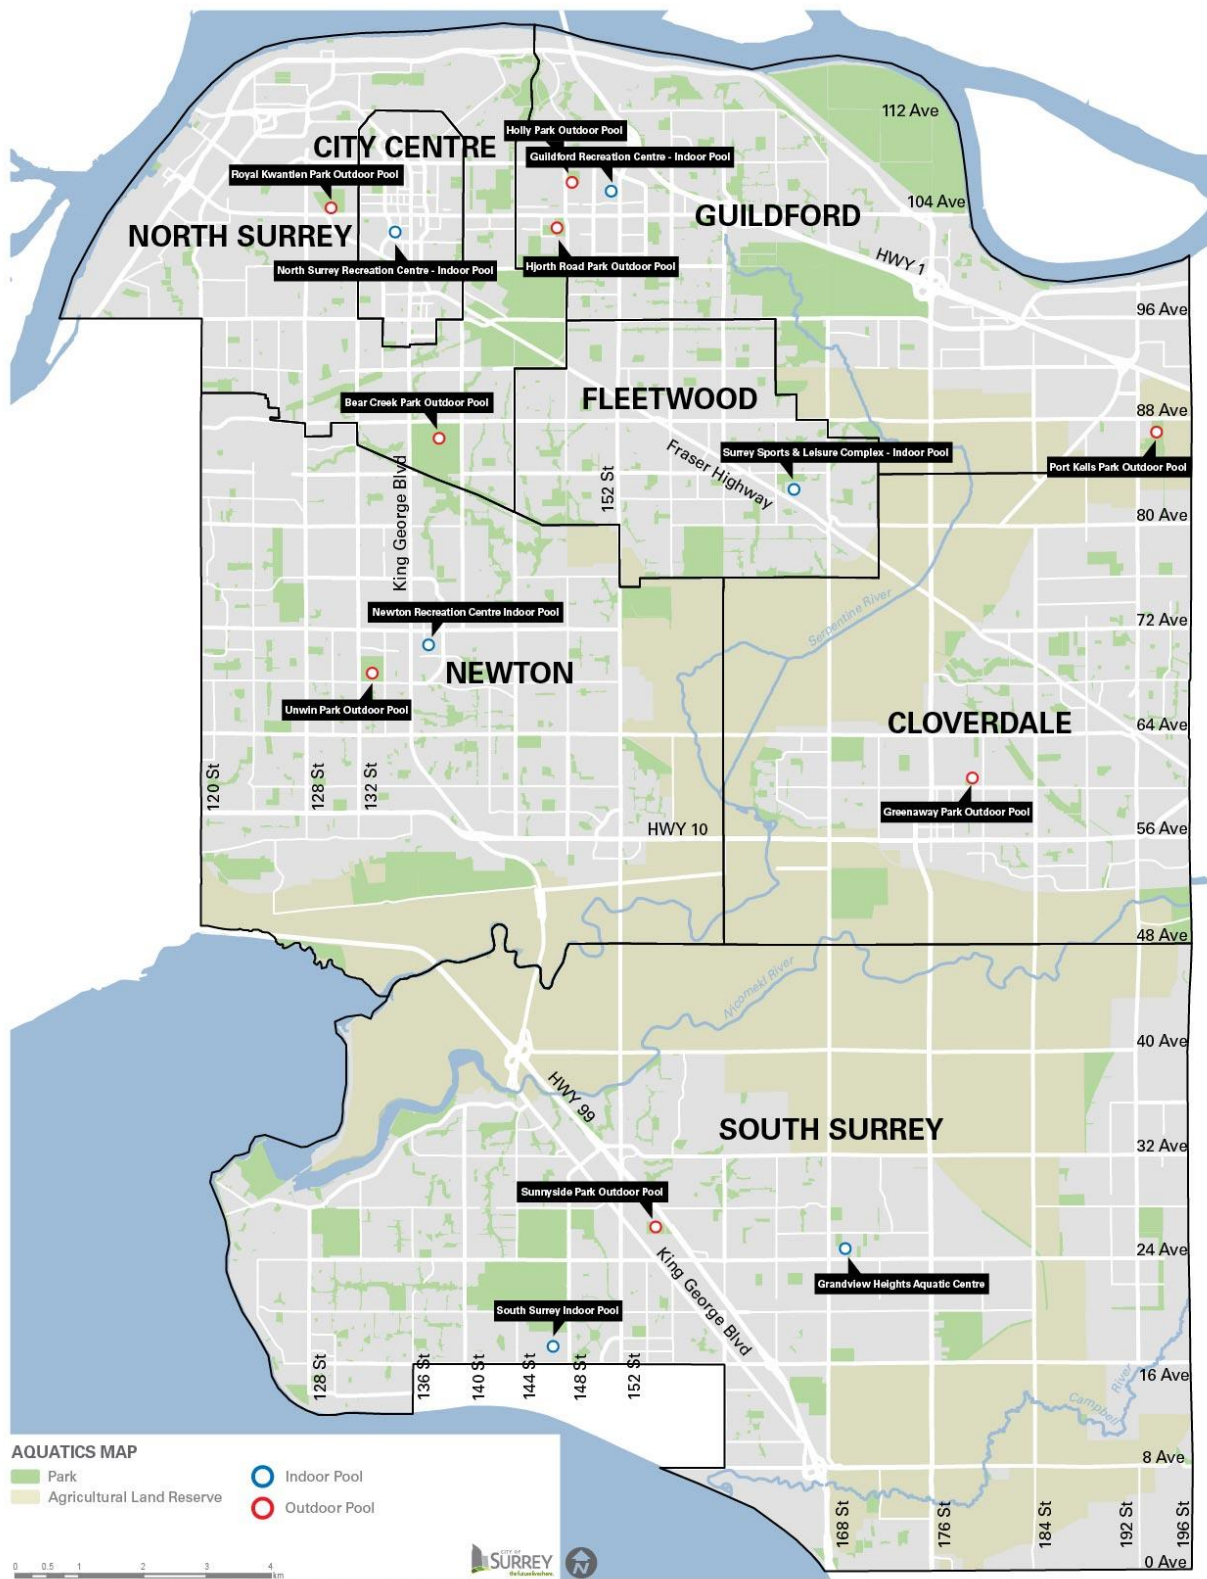 112 Ave
Holly Park Outdoor Pool
CITY CENTRE
Guildford Recreation Centre - Indoor Pool
Royal Kwantlen Park Outdoor Pool
104 Ave
GUILDFORD
NORTH SURREY
HWY 1
North Surrey Recreation Centre - Indoor Pool
Hjorth Road Park Outdoor Pool
96 Ave
FLEETWOOD
Bear Creek Park Outdoor Pool
88 Ave
Surrey Sports & Leisure Complex - Indoor Pool
Fraser Highway
Port Kells Park Outdoor Pool
152 St
King George Blvd
80 Ave
Serpentine River
Newton Recreation Centre Indoor Pool
72 Ave
NEWTON
Unwin Park Outdoor Pool
CLOVERDALE
64 Ave
120 St
128 St
132 St
Greenaway Park Outdoor Pool
HWY 10
56 Ave
48 Ave
Nicomekl River
40 Ave
HWY 99
SOUTH SURREY
32 Ave
Sunnyside Park Outdoor Pool
24 Ave
King George Blvd
Grandview Heights Aquatic Centre
South Surrey Indoor Pool
128 St
136 St
140 St
144 St
148 St
152 St
16 Ave
Campbell River
8 Ave
AQUATICS MAP
Park
Agricultural Land Reserve
Indoor Pool
Outdoor Pool
168 St
176 St
184 St
192 St
196 St
0 Ave
0 0.5 1 2 3 4
km
CITY OF
SURREY
the future lives here.
N